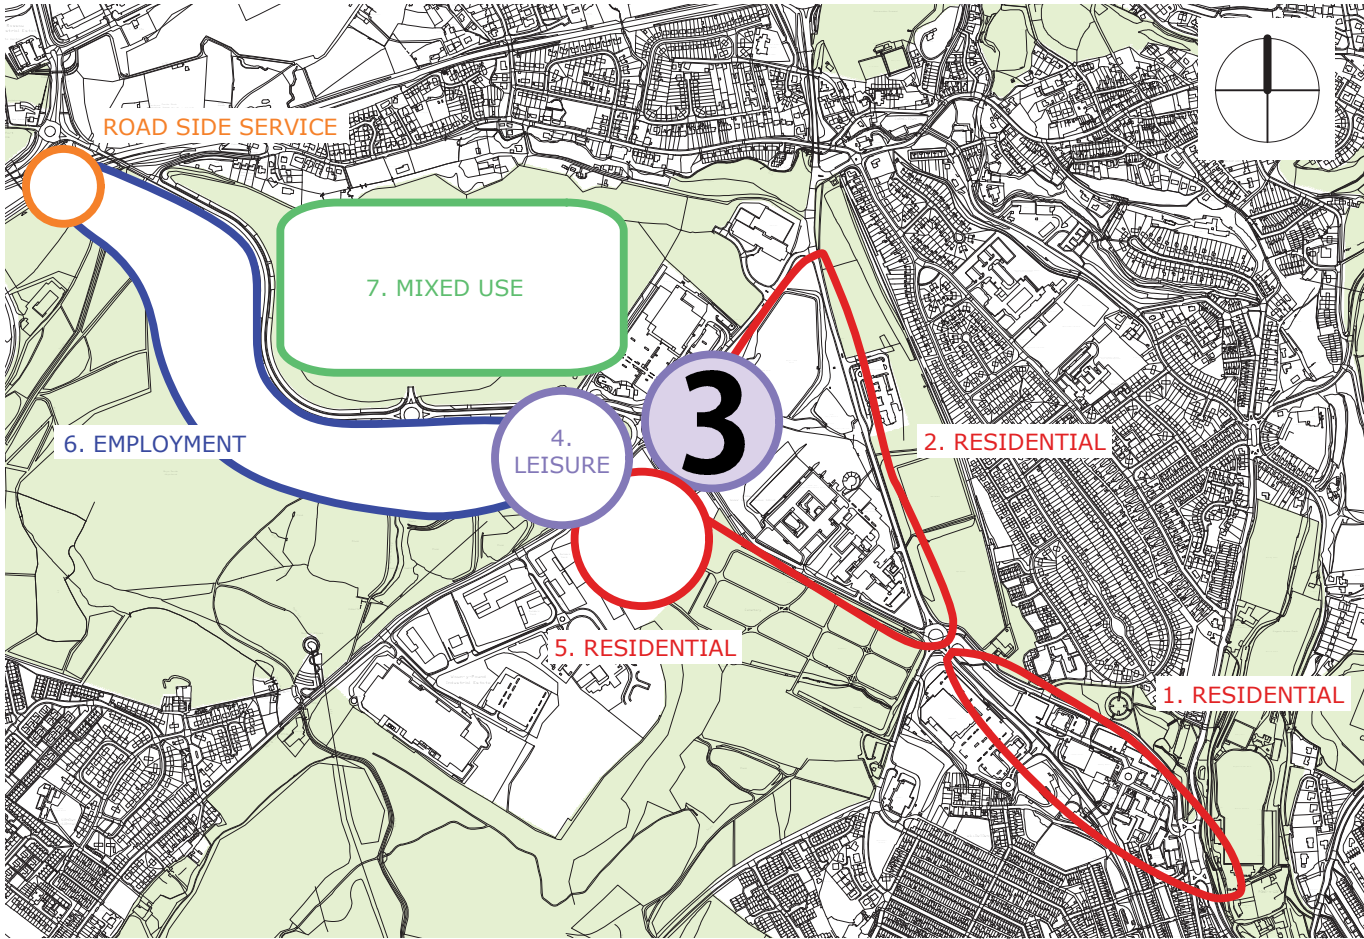 ROAD SIDE SERVICE
7. MIXED USE
3
6. EMPLOYMENT
4.
LEISURE
2. RESIDENTIAL
5. RESIDENTIAL
1. RESIDENTIAL